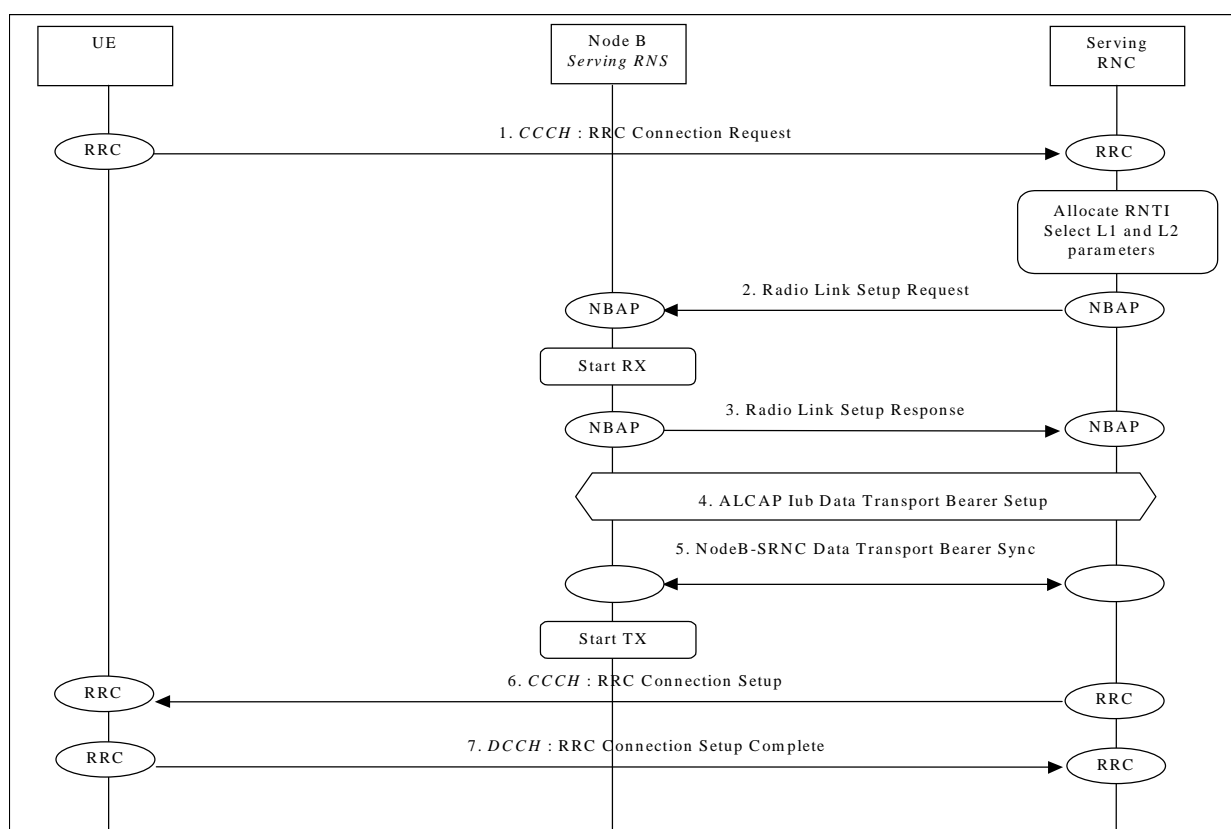 UE
Node B
Serving RNS
Serving
RNC
1. CCCH : RRC Connection Request
RRC
RRC
Allocate RNTI
Select L1 and L2
parameters
2. Radio Link Setup Request
NBAP
NBAP
Start RX
3. Radio Link Setup Response
NBAP
NBAP
4. ALCAP Iub Data Transport Bearer Setup
5. NodeB-SRNC Data Transport Bearer Sync
Start TX
6. CCCH : RRC Connection Setup
RRC
RRC
7. DCCH : RRC Connection Setup Complete
RRC
RRC